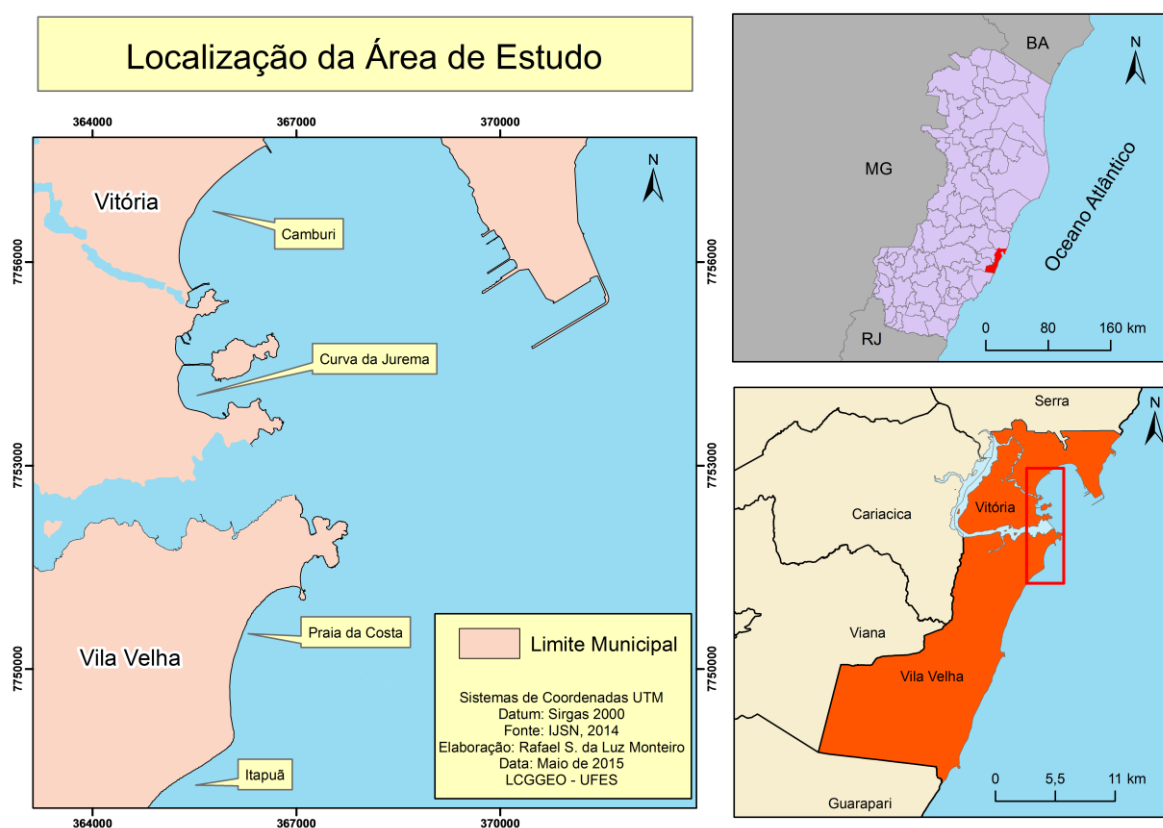 Localização da Área de Estudo
364000
367000
370000
N
Vitória
Camburi
7756000
7756000
Curva da Jurema
7753000
7753000
Praia da Costa
Vila Velha
7750000
7750000
Itapuã
Limite Municipal
Sistemas de Coordenadas UTM
Datum: Sirgas 2000
Fonte: IJSN, 2014
Elaboração: Rafael S. da Luz Monteiro
Data: Maio de 2015
LCGGEO - UFES
364000
367000
370000
BA
N
MG
Oceano Atlântico
RJ
0 80 160 km
Serra
N
Cariacica
Vitória
Viana
Vila Velha
Guarapari
0 5,5 11 km